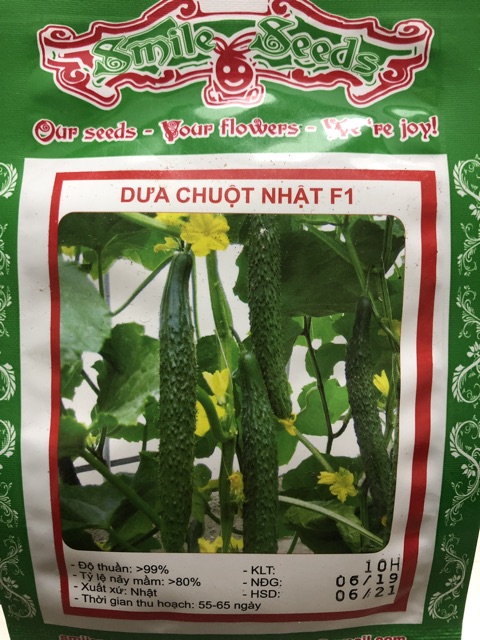 Smile Seeds
Our seeds - Your flowers - We're joy!
DƯA CHUỘT NHẬT F1
- Độ thuần: >99%
- Tỷ lệ nảy mầm: >80%
- Xuất xứ: Nhật
- Thời gian thu hoạch: 55-65 ngày
- KLT: 10H
- NĐG: 06/19
- HSD: 06/21